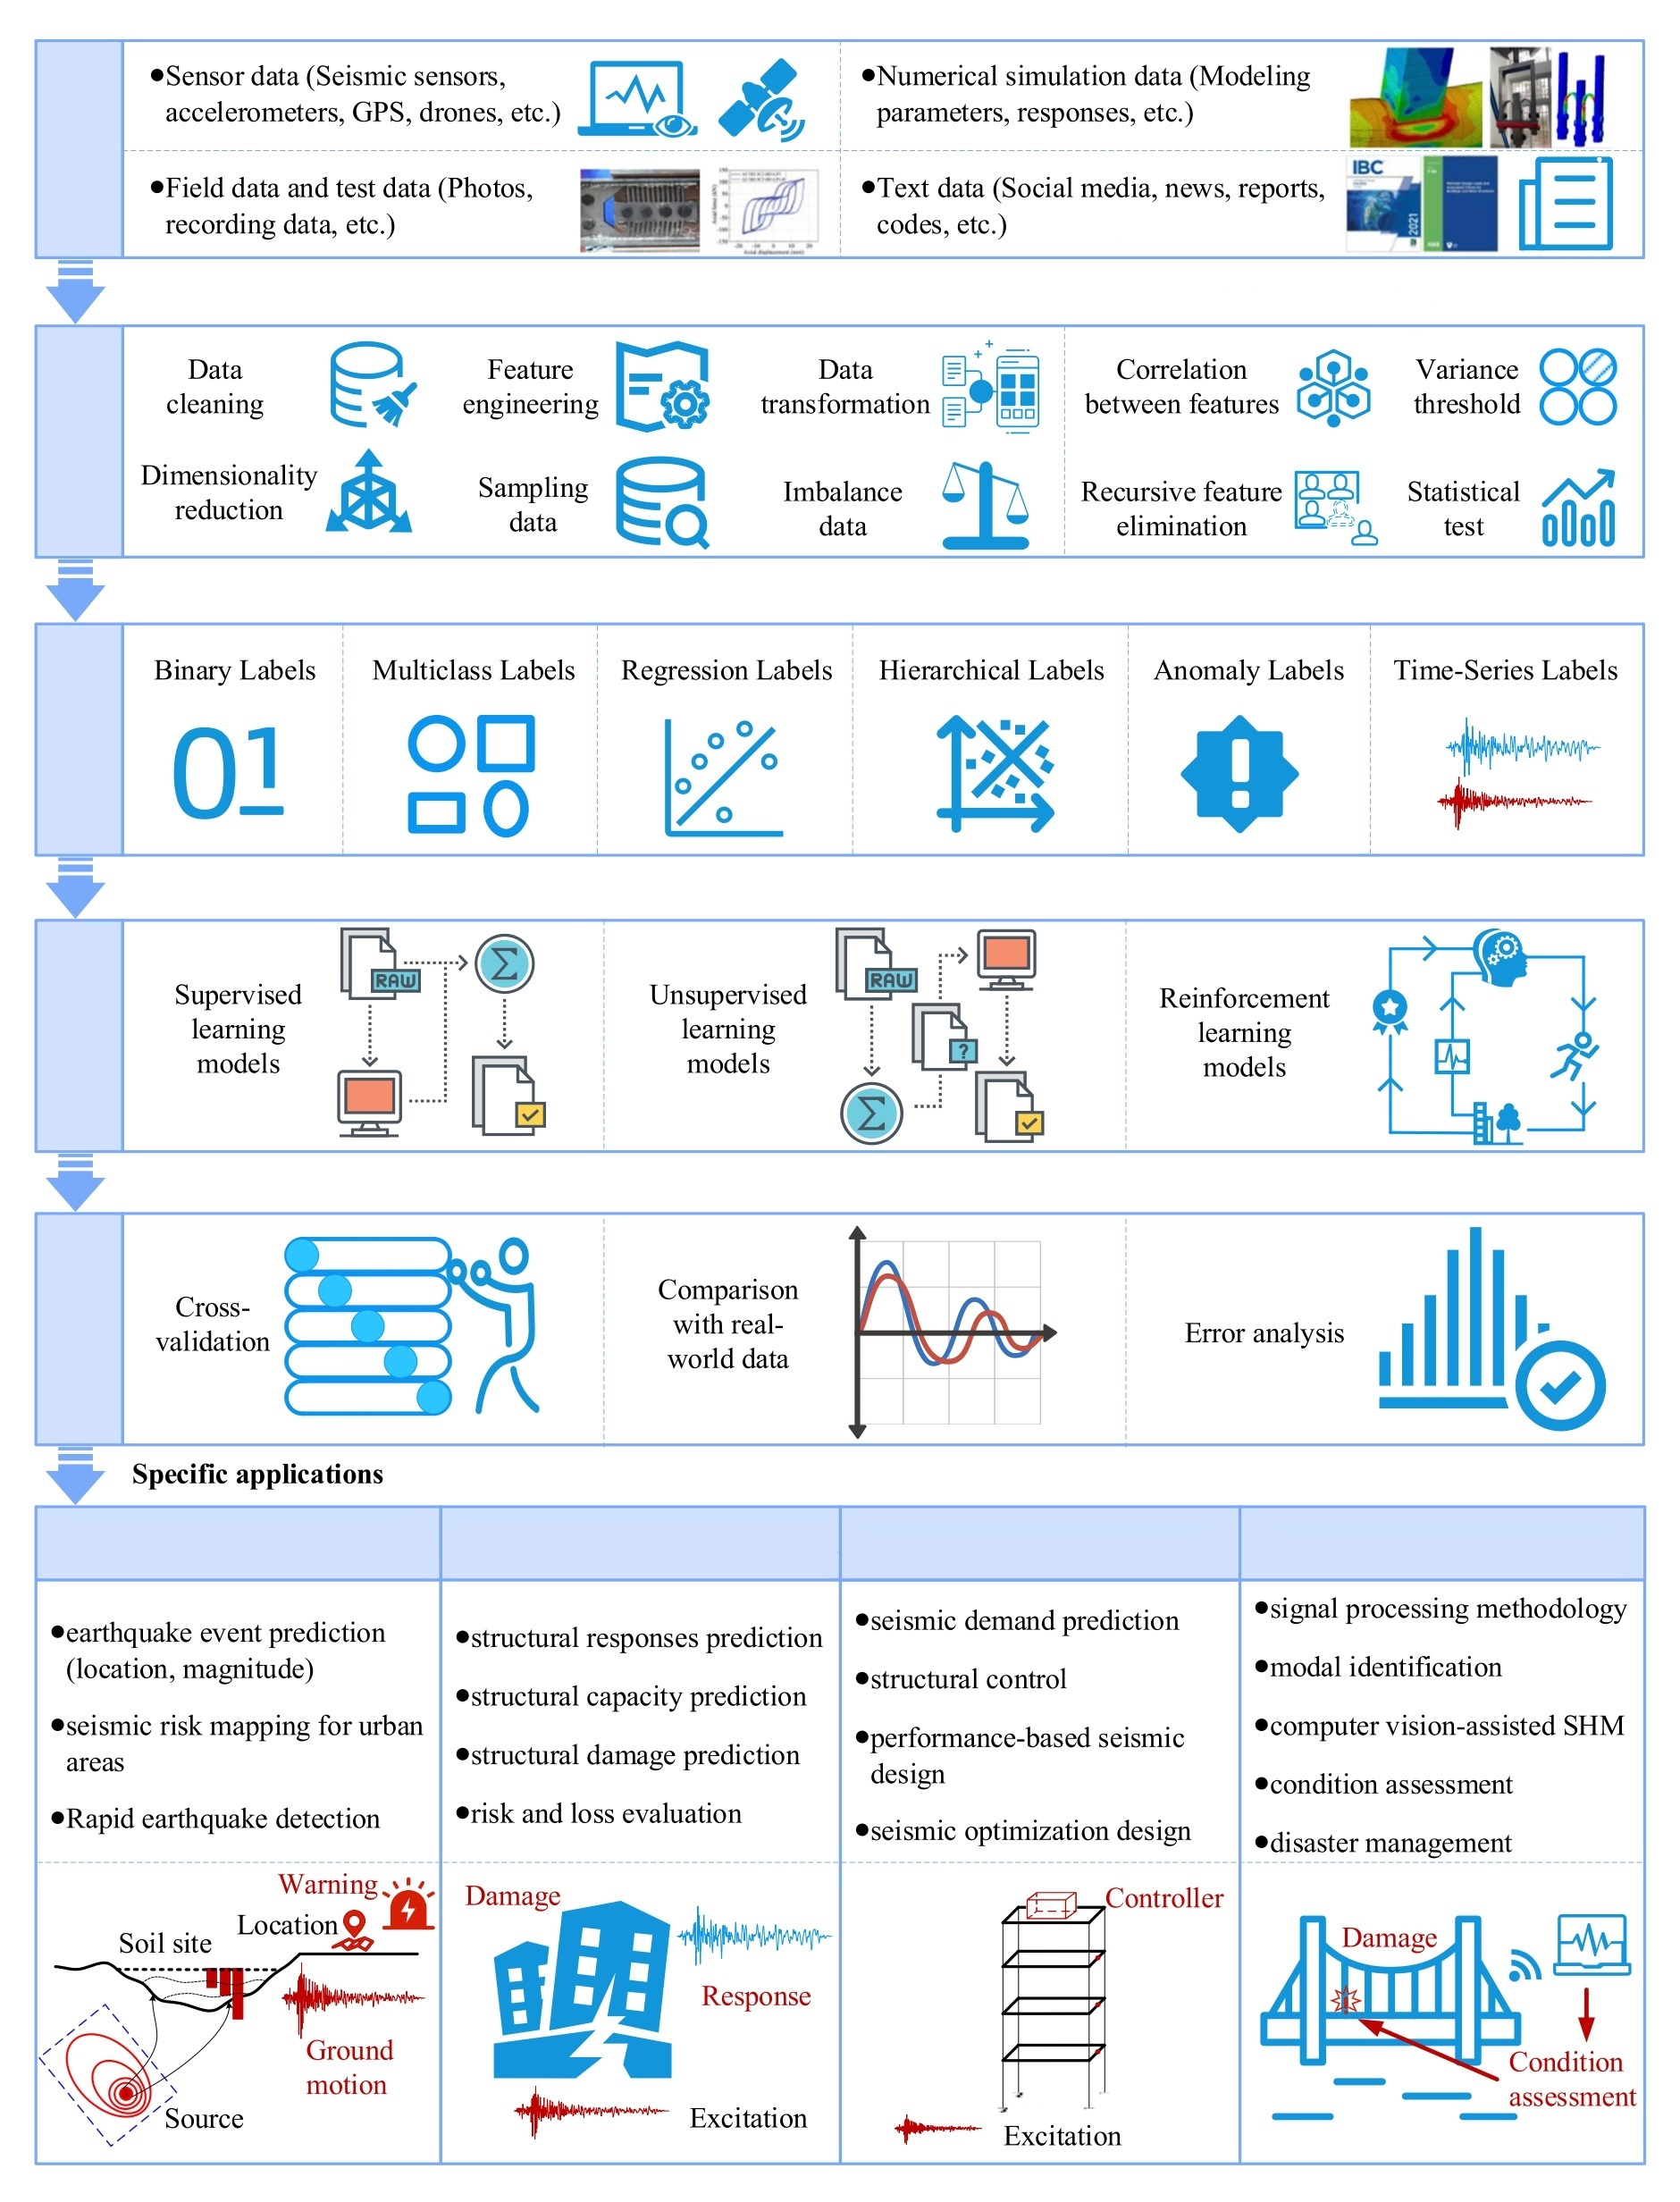 ●Sensor data (Seismic sensors,
accelerometers, GPS, drones, etc.)
●Numerical simulation data (Modeling
parameters, responses, etc.)
●Field data and test data (Photos,
recording data, etc.)
●Text data (Social media, news, reports,
codes, etc.)
IBC
2021
Data
cleaning
Feature
engineering
Data
transformation
Correlation
between features
Variance
threshold
Dimensionality
reduction
Sampling
data
Imbalance
data
Recursive feature
elimination
Statistical
test
Binary Labels
Multiclass Labels
Regression Labels
Hierarchical Labels
Anomaly Labels
Time-Series Labels
01
Supervised
learning
models
RAW
Σ
Unsupervised
learning
models
RAW
?
Σ
Reinforcement
learning
models
Cross-
validation
Comparison
with real-
world data
Error analysis
Specific applications
●earthquake event prediction
(location, magnitude)
●seismic risk mapping for urban
areas
●Rapid earthquake detection
●structural responses prediction
●structural capacity prediction
●structural damage prediction
●risk and loss evaluation
●seismic demand prediction
●structural control
●performance-based seismic
design
●seismic optimization design
●signal processing methodology
●modal identification
●computer vision-assisted SHM
●condition assessment
●disaster management
Warning
Location
Soil site
Ground
motion
Source
Damage
Response
Excitation
Controller
Excitation
Damage
Condition
assessment